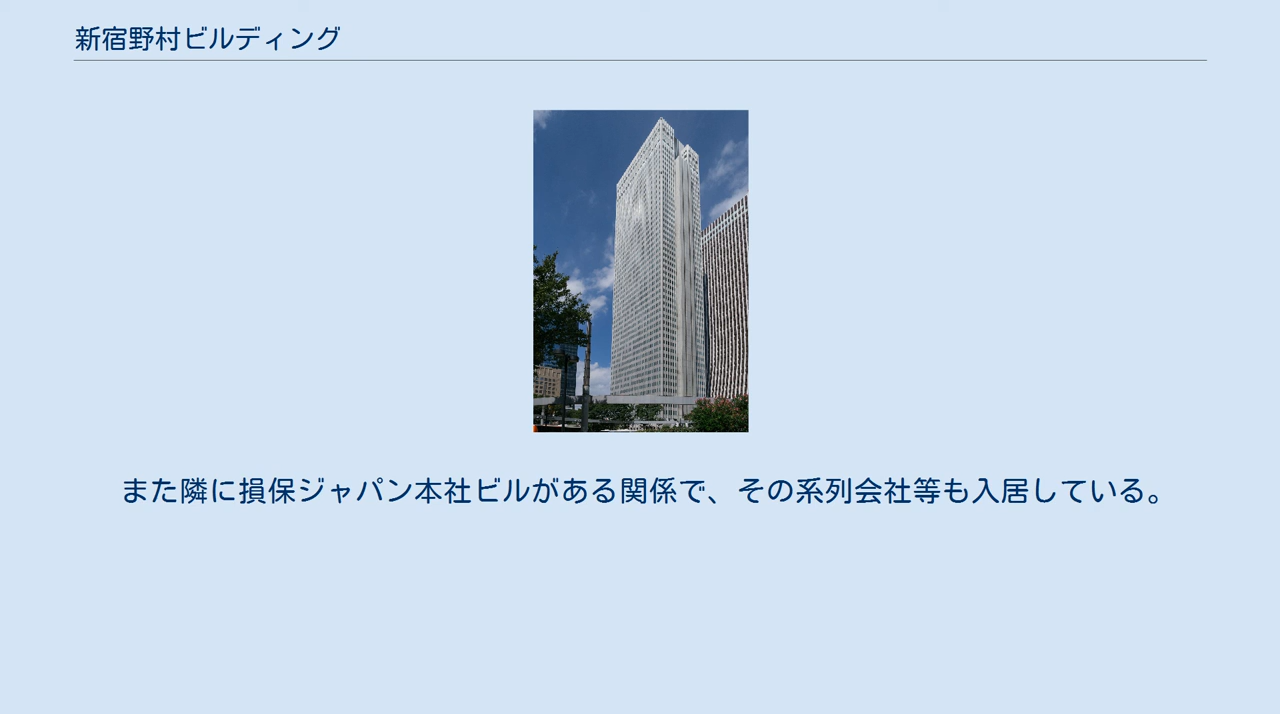 新宿野村ビルディング
また隣に損保ジャパン本社ビルがある関係で、その系列会社等も入居している。